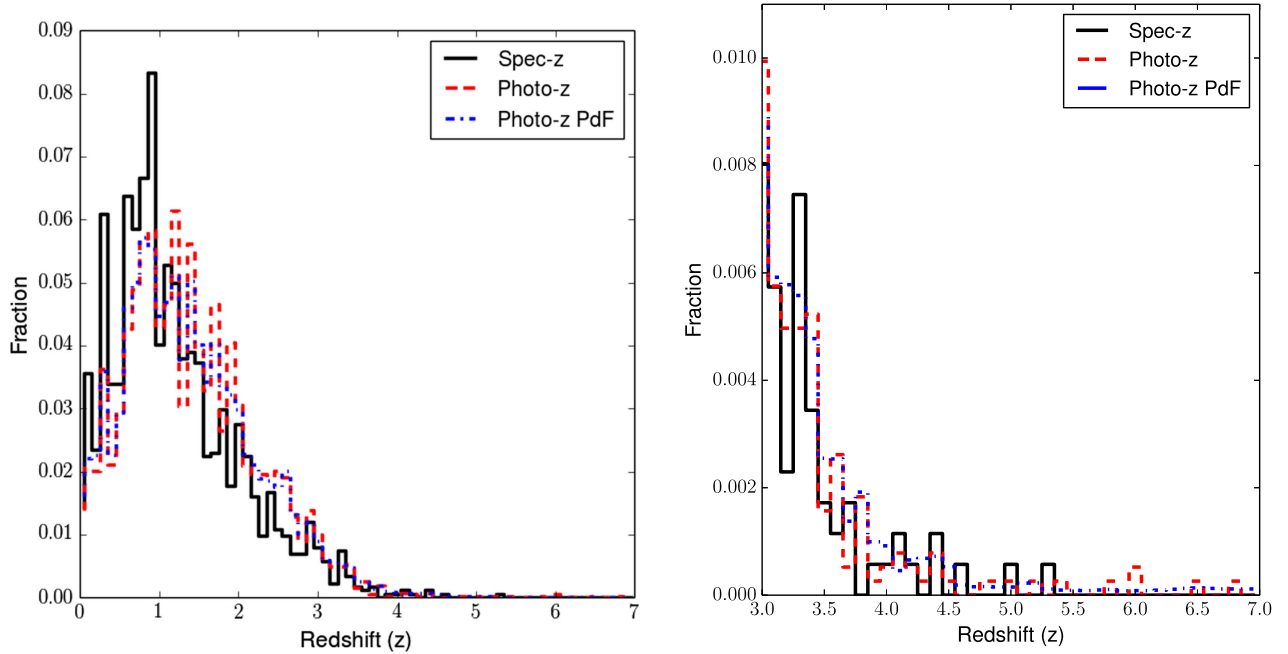 0.09
0.08
0.07
0.06
0.05
0.04
0.03
0.02
0.01
0.00
Fraction
0 1 2 3 4 5 6 7
Redshift (z)
Spec-z
Photo-z
Photo-z PdF
0.010
0.008
0.006
0.004
0.002
0.000
Fraction
3.0 3.5 4.0 4.5 5.0 5.5 6.0 6.5 7.0
Redshift (z)
Spec-z
Photo-z
Photo-z PdF